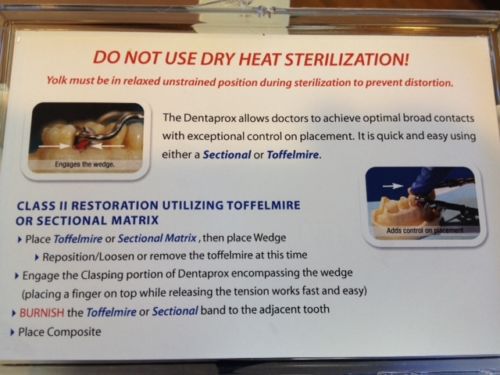 DO NOT USE DRY HEAT STERILIZATION!
Yolk must be in relaxed unstrained position during sterilization to prevent distortion.
The Dentaprox allows doctors to achieve optimal broad contacts
with exceptional control on placement. It is quick and easy using
either a Sectional or Toffelmire.
Engages the wedge.
CLASS II RESTORATION UTILIZING TOFFELMIRE
OR SECTIONAL MATRIX
Adds control on placement
Place Toffelmire or Sectional Matrix, then place Wedge
Reposition/Loosen or remove the toffelmire at this time
Engage the Clasping portion of Dentaprox encompassing the wedge
(placing a finger on top while releasing the tension works fast and easy)
BURNISH the Toffelmire or Sectional band to the adjacent tooth
Place Composite